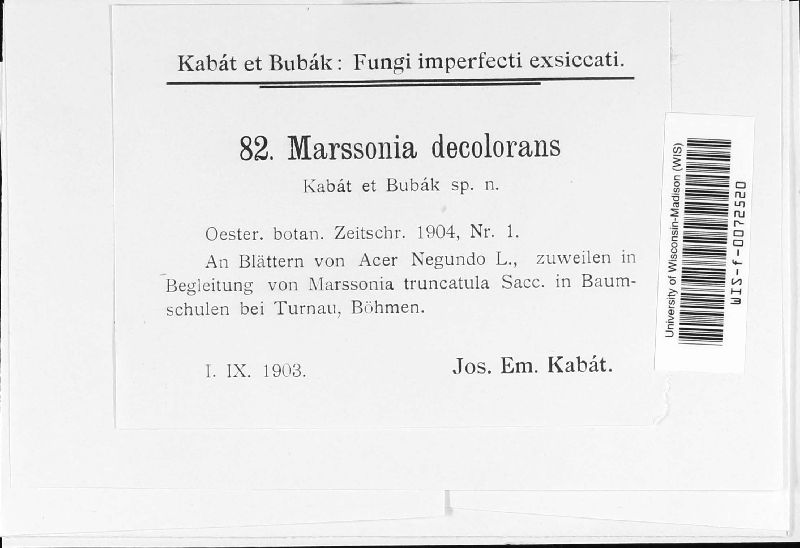 Kabát et Bubák: Fungi imperfecti exsiccati.
82. Marssonia decolorans
Kabát et Bubák sp. n.
Oester. botan. Zeitschr. 1904, Nr. 1.
An Blättern von Acer Negundo L., zuweilen in
Begleitung von Marssonia truncatula Sacc. in Baum-
schulen bei Turnau, Böhmen.
I. IX. 1903.
Jos. Em. Kabát.
University of Wisconsin-Madison (WIS)
WIS-f-0072520